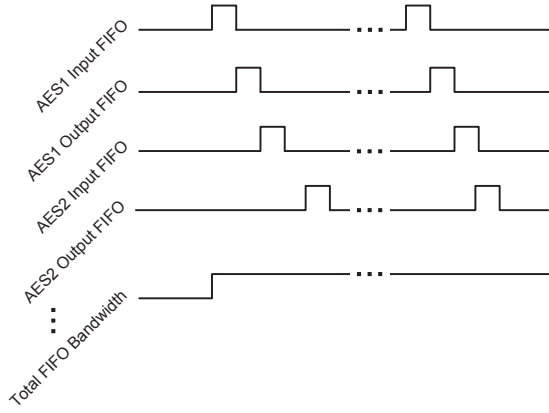 AES1 Input FIFO
AES1 Output FIFO
AES2 Input FIFO
AES2 Output FIFO
Total FIFO Bandwidth